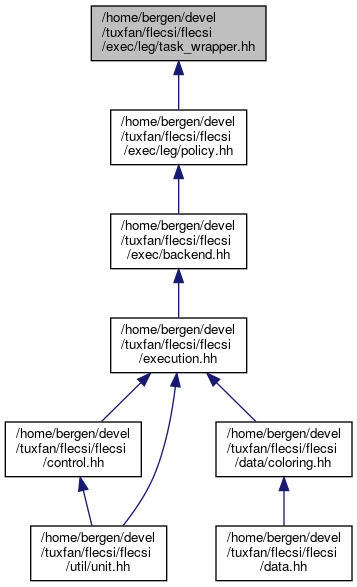 /home/bergen/devel
/tuxfan/flecsi/flecsi
/exec/leg/task_wrapper.hh
/home/bergen/devel
/tuxfan/flecsi/flecsi
/exec/leg/policy.hh
/home/bergen/devel
/tuxfan/flecsi/flecsi
/exec/backend.hh
/home/bergen/devel
/tuxfan/flecsi/flecsi
/execution.hh
/home/bergen/devel
/tuxfan/flecsi/flecsi
/control.hh
/home/bergen/devel
/tuxfan/flecsi/flecsi
/data/coloring.hh
/home/bergen/devel
/tuxfan/flecsi/flecsi
/util/unit.hh
/home/bergen/devel
/tuxfan/flecsi/flecsi
/data.hh